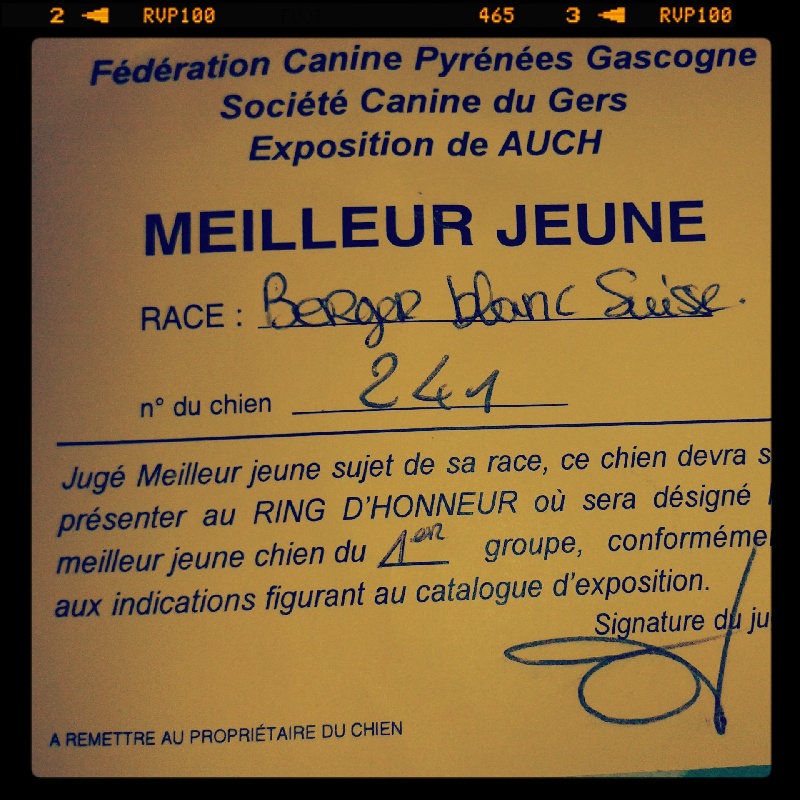 2 RVP100 465 3 RVP100
Fédération Canine Pyrénées Gascogne
Société Canine du Gers
Exposition de AUCH
MEILLEUR JEUNE
RACE : Berger blanc Suisse.
n° du chien 241
Jugé Meilleur jeune sujet de sa race, ce chien devra s
présenter au RING D'HONNEUR où sera désigné l
meilleur jeune chien du 1er groupe, conforméme
aux indications figurant au catalogue d'exposition.
Signature du ju
A REMETTRE AU PROPRIÉTAIRE DU CHIEN